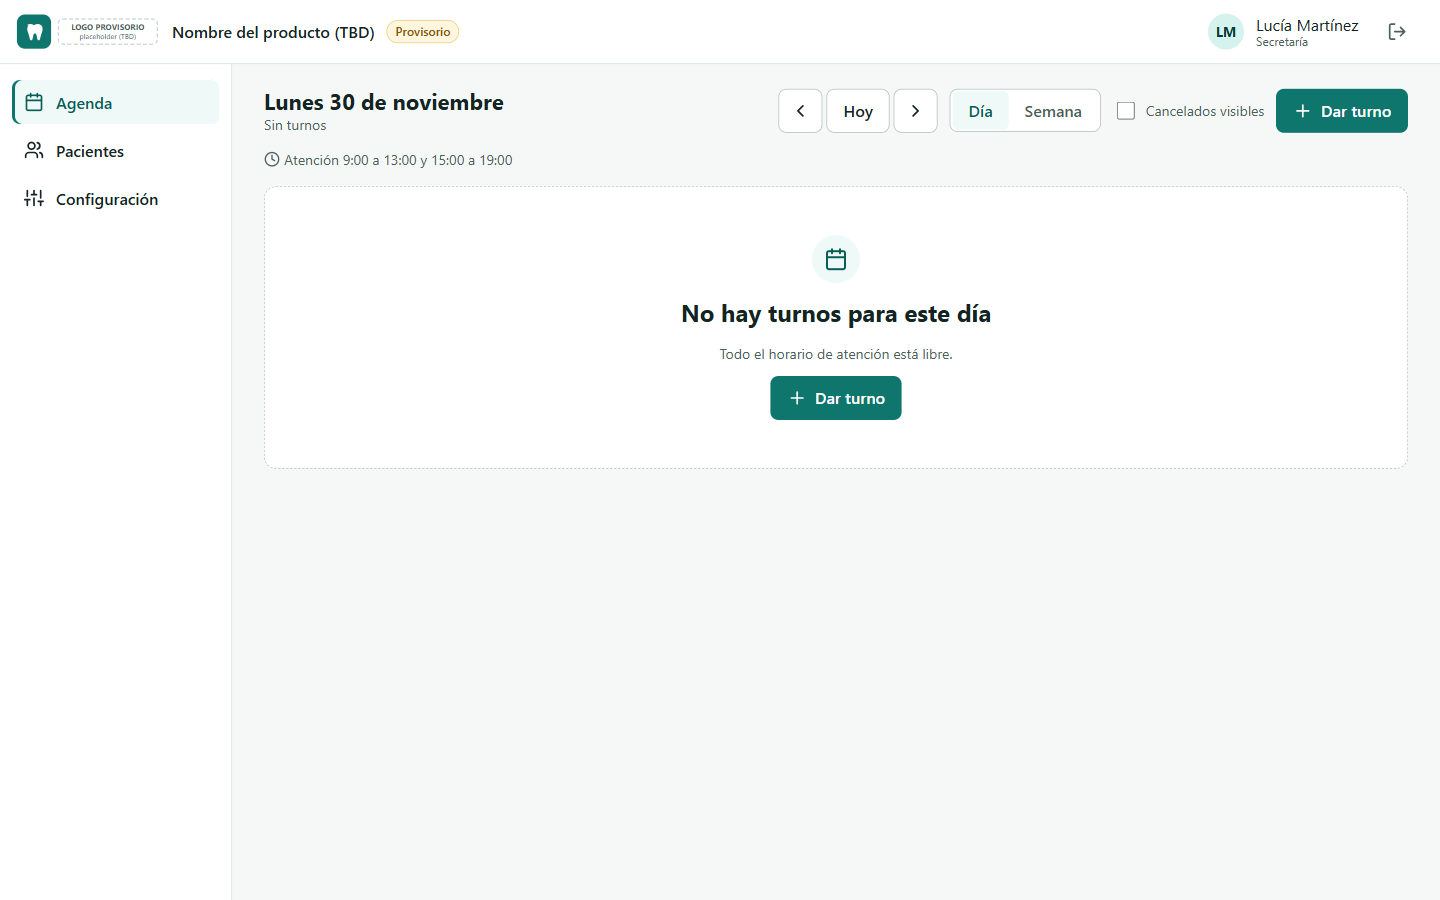 LOGO PROVISORIO
placeholder (TBD)
Nombre del producto (TBD)
Provisorio
LM
Lucía Martínez
Secretaría
Agenda
Pacientes
Configuración
Lunes 30 de noviembre
Sin turnos
Hoy
Día
Semana
Cancelados visibles
Dar turno
Atención 9:00 a 13:00 y 15:00 a 19:00
No hay turnos para este día
Todo el horario de atención está libre.
Dar turno